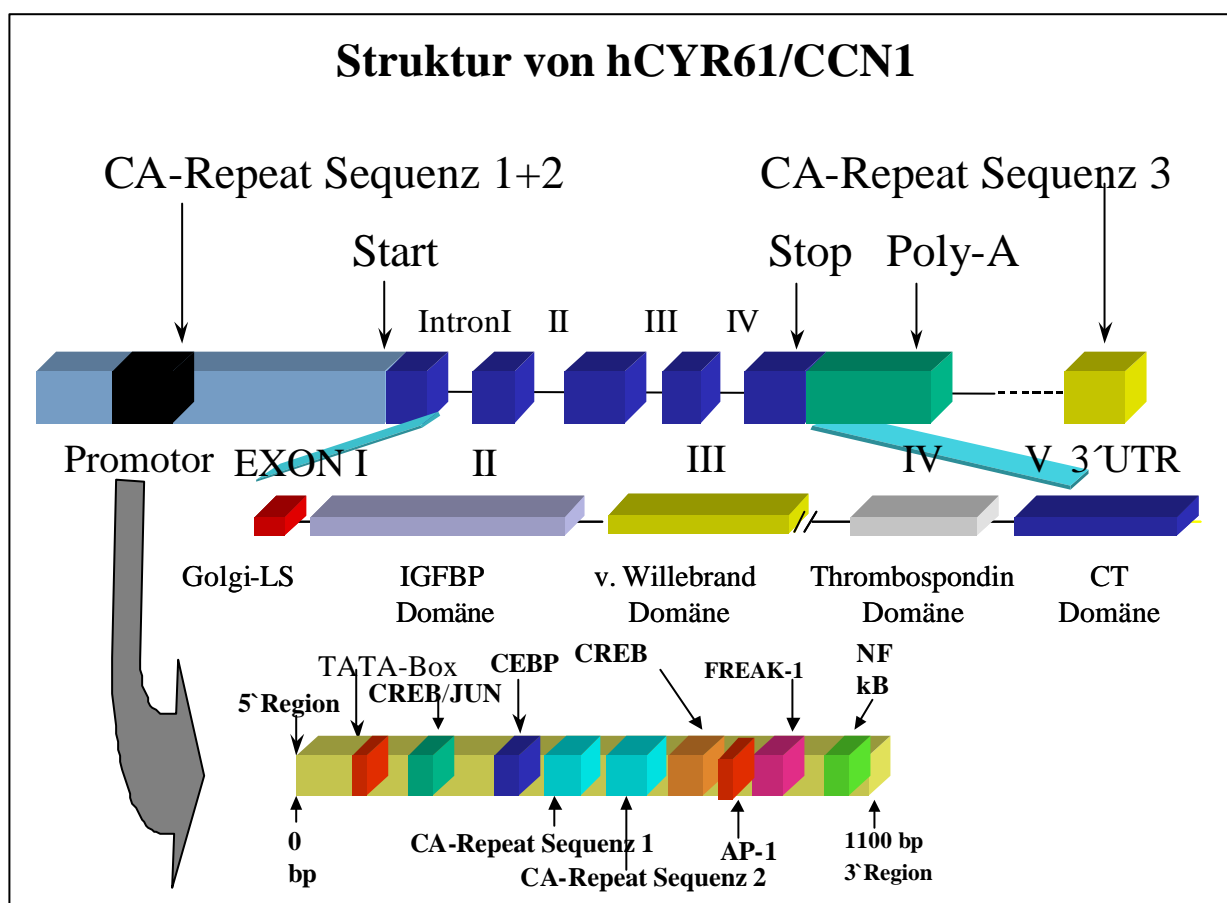 Struktur von hCYR61/CCN1
CA-Repeat Sequenz 1+2
CA-Repeat Sequenz 3
Start
Stop
Poly-A
IntronI
II
III
IV
Promotor
EXON I
II
III
IV
V
3´UTR
Golgi-LS
IGFBP
Domäne
v. Willebrand
Domäne
Thrombospondin
Domäne
CT
Domäne
5`Region
TATA-Box
CREB/JUN
CEBP
CREB
FREAK-1
NF
kB
0
bp
CA-Repeat Sequenz 1
CA-Repeat Sequenz 2
AP-1
1100 bp
3`Region